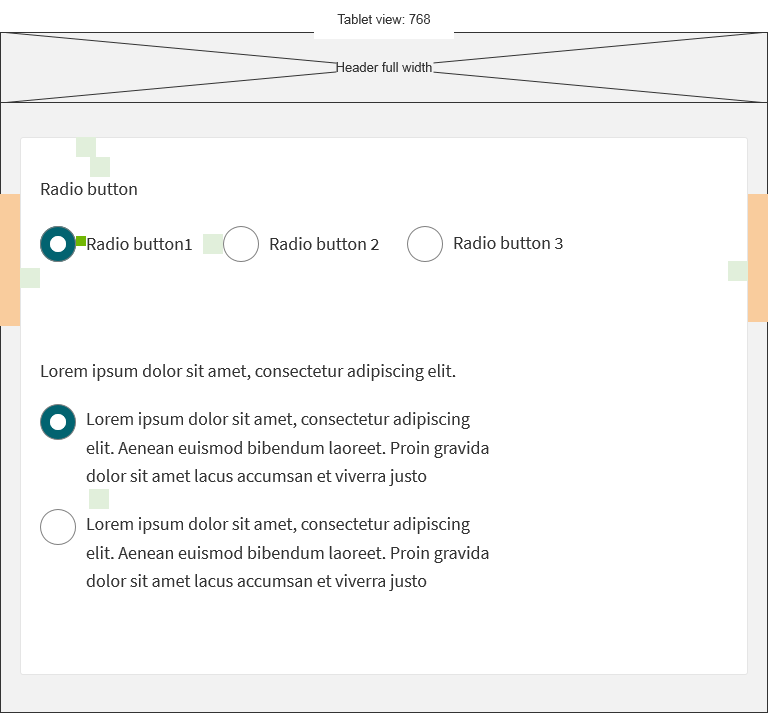 Tablet view: 768
Header full width
Radio button
Radio button1
Radio button 2
Radio button 3
Lorem ipsum dolor sit amet, consectetur adipiscing elit.
Lorem ipsum dolor sit amet, consectetur adipiscing
elit. Aenean euismod bibendum laoreet. Proin gravida
dolor sit amet lacus accumsan et viverra justo
Lorem ipsum dolor sit amet, consectetur adipiscing
elit. Aenean euismod bibendum laoreet. Proin gravida
dolor sit amet lacus accumsan et viverra justo